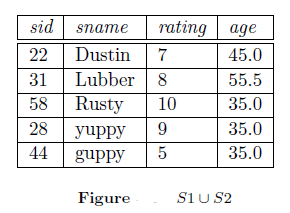 sid sname rating age
22 Dustin 7 45.0
31 Lubber 8 55.5
58 Rusty 10 35.0
28 yuppy 9 35.0
44 guppy 5 35.0
Figure S1 ∪ S2